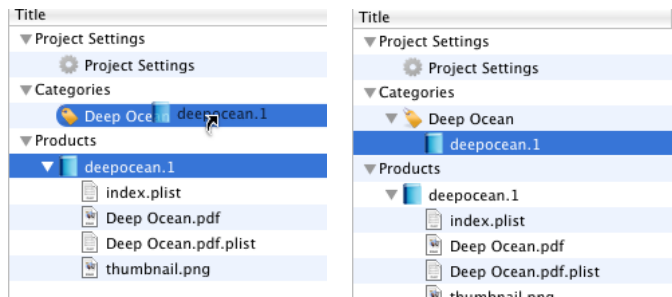 Title
Project Settings
Project Settings
Categories
Deep Oce deepocean.1
Products
deepocean.1
index.plist
Deep Ocean.pdf
Deep Ocean.pdf.plist
thumbnail.png
Title
Project Settings
Project Settings
Categories
Deep Ocean
deepocean.1
Products
deepocean.1
index.plist
Deep Ocean.pdf
Deep Ocean.pdf.plist
thumbnail.png